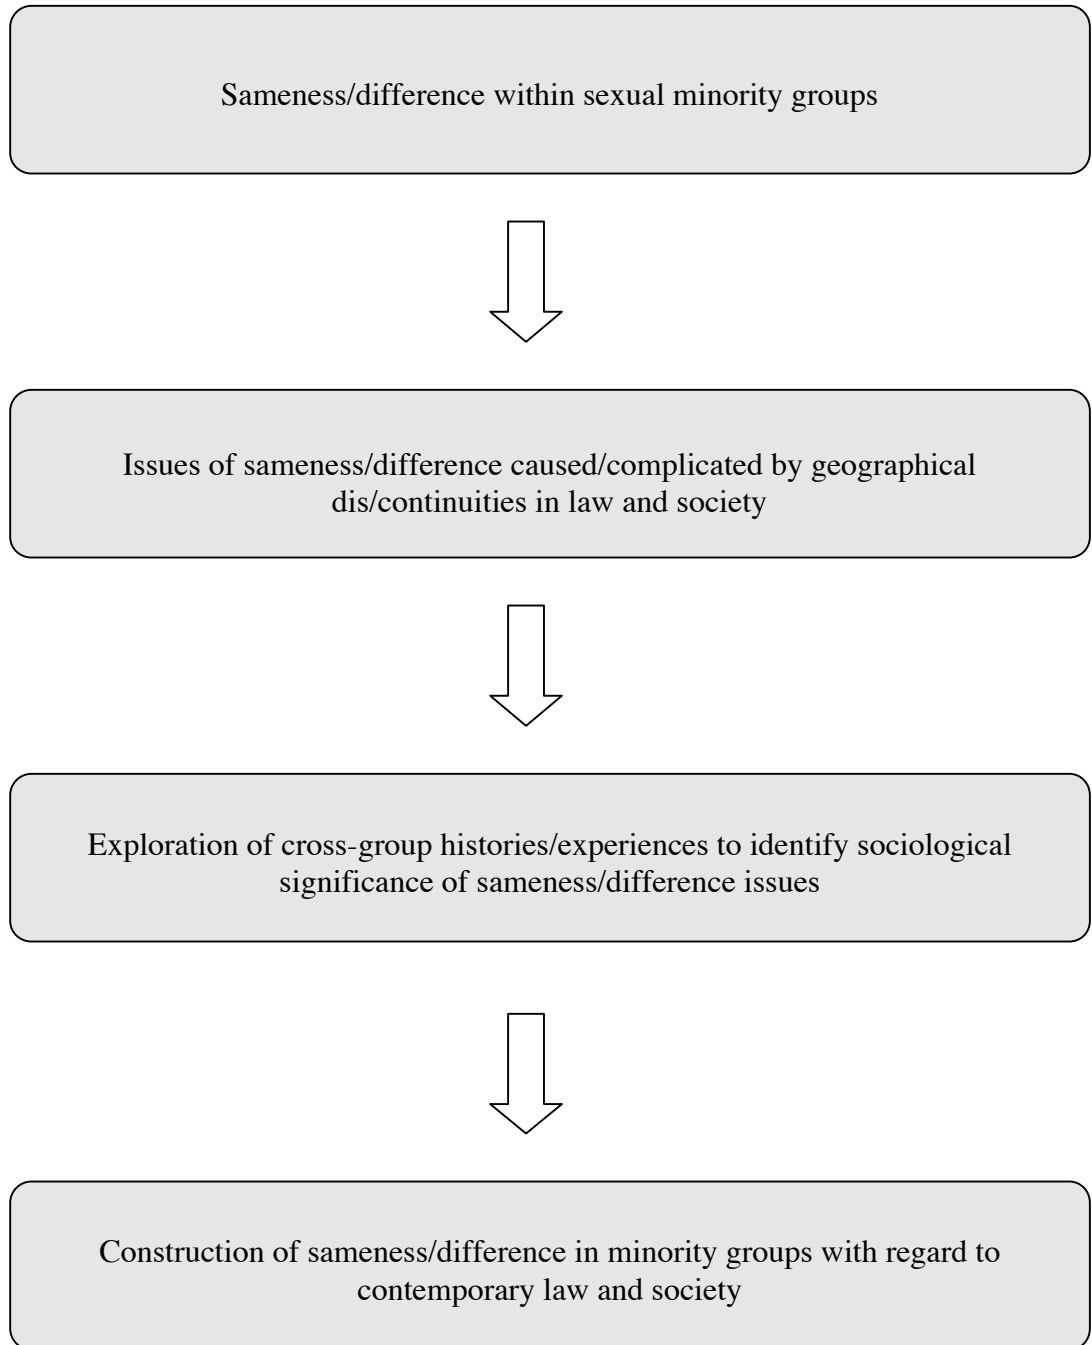 Sameness/difference within sexual minority groups
Issues of sameness/difference caused/complicated by geographical
dis/continuities in law and society
Exploration of cross-group histories/experiences to identify sociological
significance of sameness/difference issues
Construction of sameness/difference in minority groups with regard to
contemporary law and society